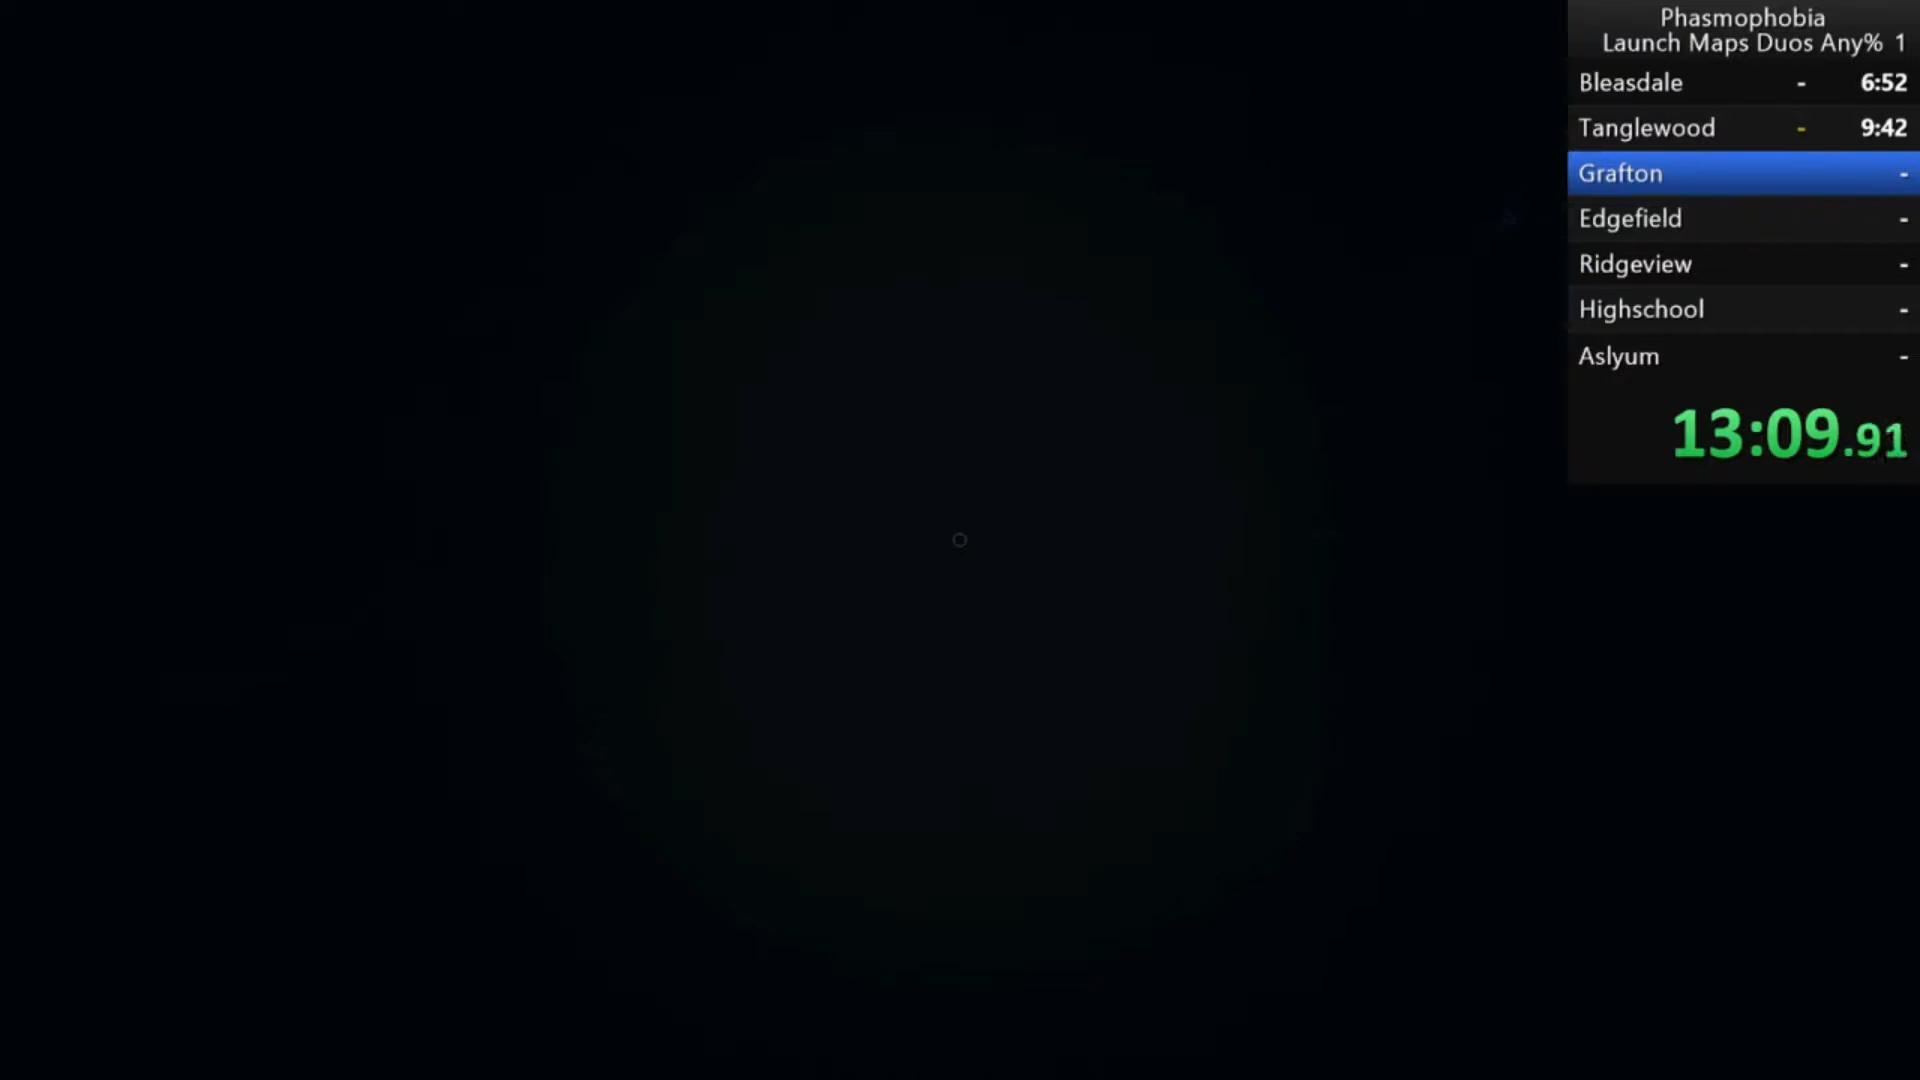 Phasmophobia
Launch Maps Duos Any% 1
Bleasdale - 6:52
Tanglewood - 9:42
Grafton -
Edgefield -
Ridgeview -
Highschool -
Aslyum -
13:09.91